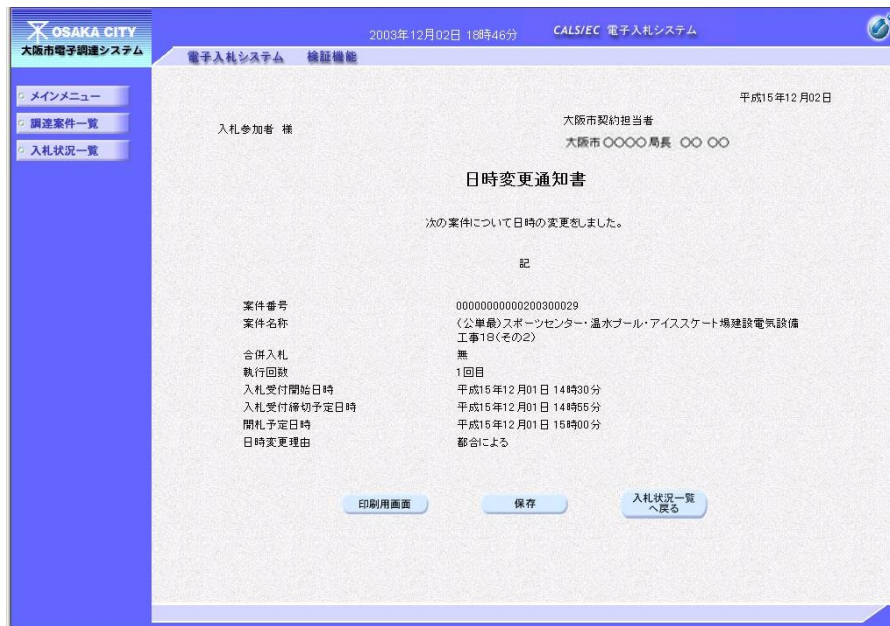 OSAKA CITY
大阪市電子調達システム
2003年12月02日 18時46分
CALS/EC 電子入札システム
電子入札システム 検証機能
メインメニュー
調達案件一覧
入札状況一覧
平成15年12月02日
入札参加者 様
大阪市契約担当者
大阪市○○○○局長 ○○ ○○
日時変更通知書
次の案件について日時の変更をしました。
記
案件番号 00000000000200300029
案件名称 (公単最)スポーツセンター・温水プール・アイススケート場建設電気設備
工事18(その2)
合併入札 無
執行回数 1回目
入札受付開始日時 平成15年12月01日 14時30分
入札受付締切予定日時 平成15年12月01日 14時55分
開札予定日時 平成15年12月01日 15時00分
日時変更理由 都合による
印刷用画面
保存
入札状況一覧
へ戻る